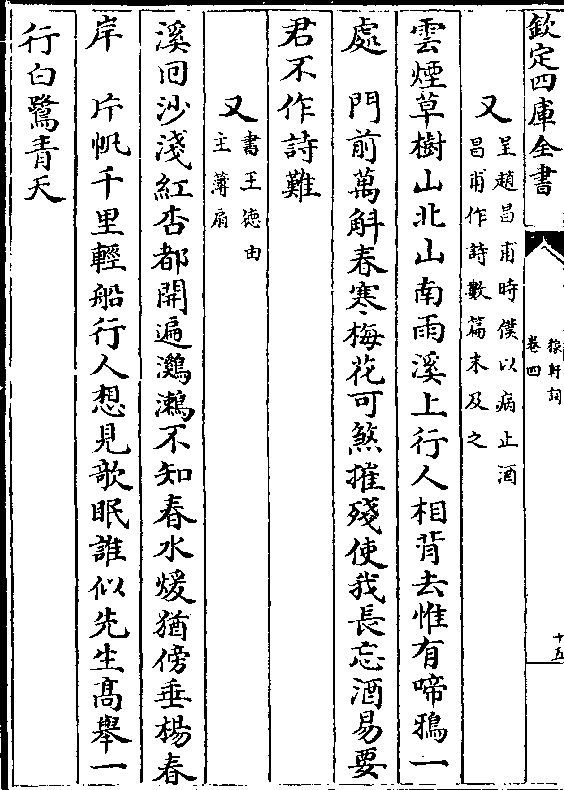 欽定四庫全書
稼軒詞
卷四
十五
又
呈趙昌甫時僕以病止酒
昌甫作詩數篇末及之
雲煙草樹山北山南雨溪上行人相背去惟有啼鴉一
處　門前萬斛春寒梅花可煞摧殘使我長忘酒易要
君不作詩難
又
書王徳由
主簿扇
溪囘沙淺紅杏都開遍鸂鶒不知春水煖猶傍垂楊春
岸　片帆千里輕船行人想見欹眠誰似先生髙舉一
行白鷺青天